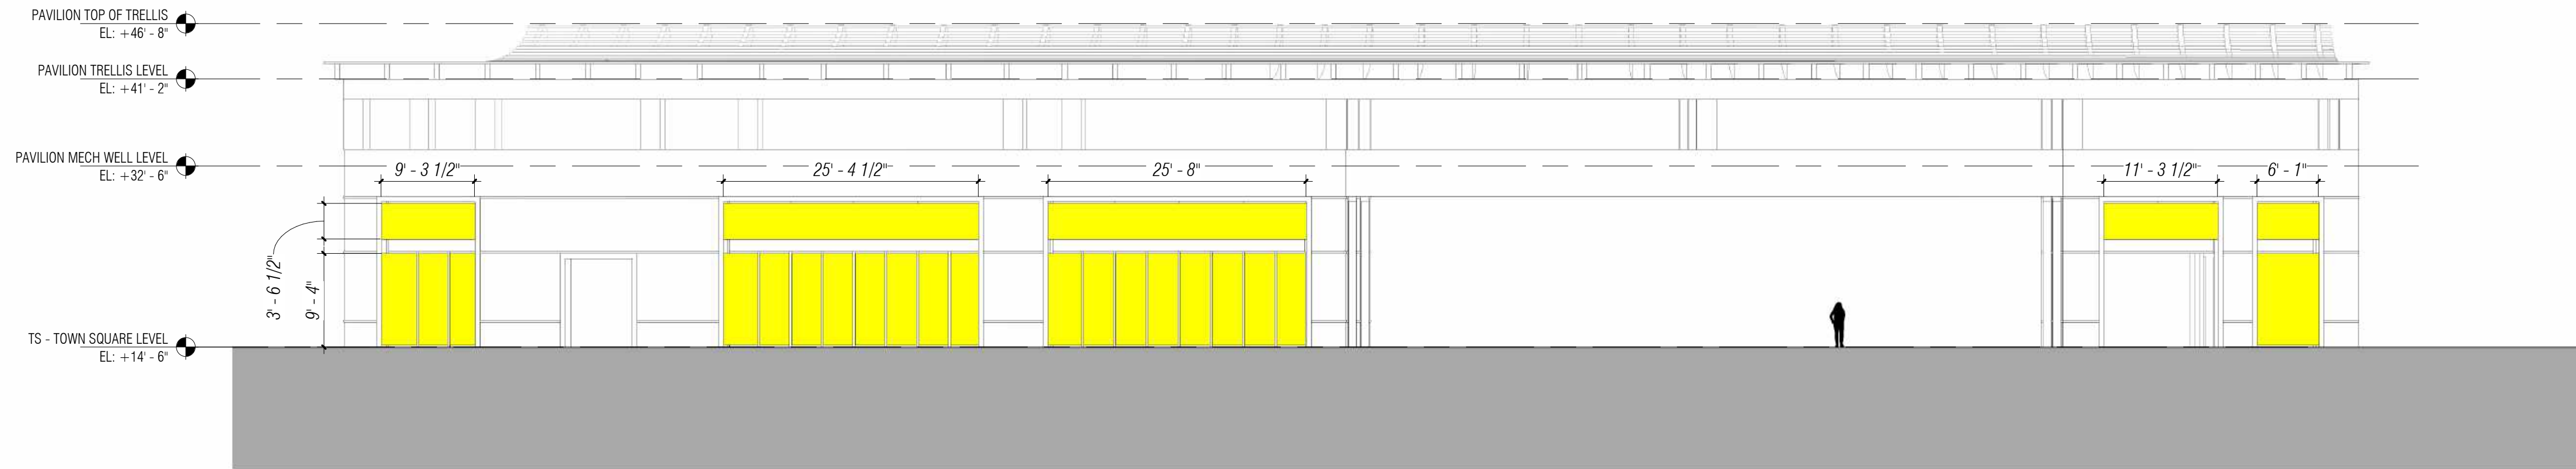 PAVILION TOP OF TRELLIS
EL: +46' - 8"
PAVILION TRELLIS LEVEL
EL: +41' - 2"
PAVILION MECH WELL LEVEL
EL: +32' - 6"
9' - 3 1/2"
25' - 4 1/2"
25' - 8"
11' - 3 1/2"
6' - 1"
3' - 6 1/2"
9' - 4"
TS - TOWN SQUARE LEVEL
EL: +14' - 6"